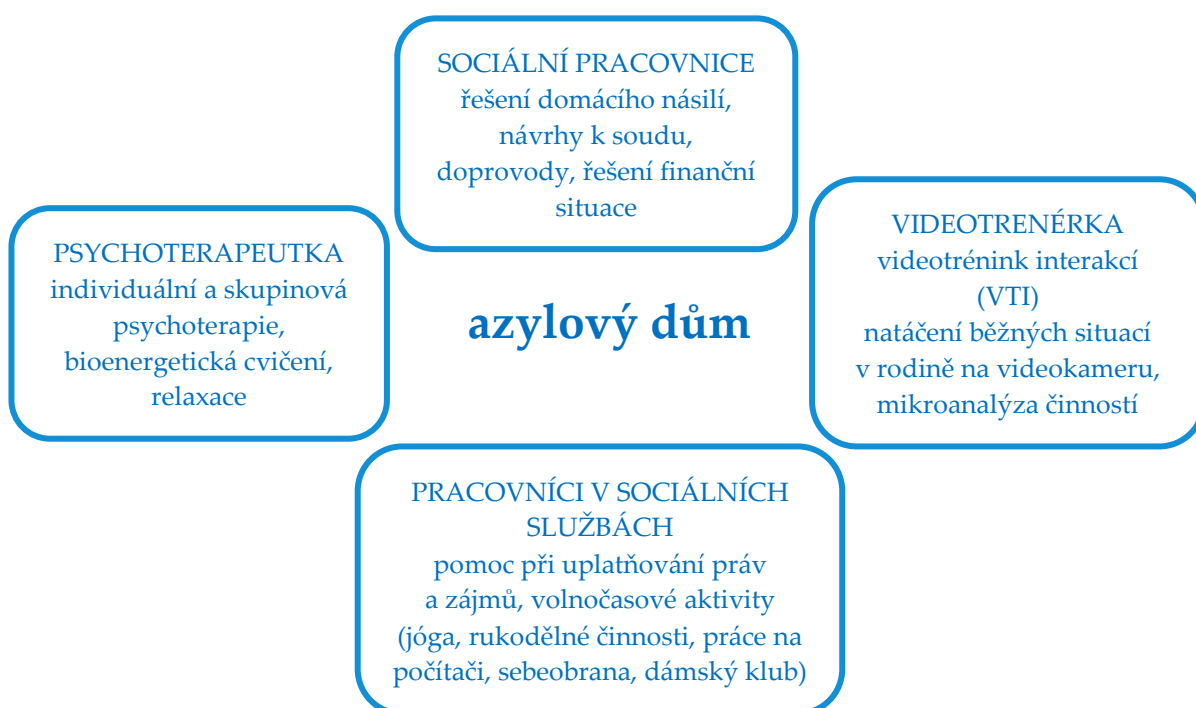 SOCIÁLNÍ PRACOVNICE
řešení domácího násilí,
návrhy k soudu,
doprovody, řešení finanční
situace
PSYCHOTERAPEUTKA
individuální a skupinová
psychoterapie,
bioenergetická cvičení,
relaxace
azylový dům
VIDEOTRENÉRKA
videotrénink interakcí
(VTI)
natáčení běžných situací
v rodině na videokameru,
mikroanalýza činností
PRACOVNÍCI V SOCIÁLNÍCH
SLUŽBÁCH
pomoc při uplatňování práv
a zájmů, volnočasové aktivity
(jóga, rukodělné činnosti, práce na
počítači, sebeobrana, dámský klub)